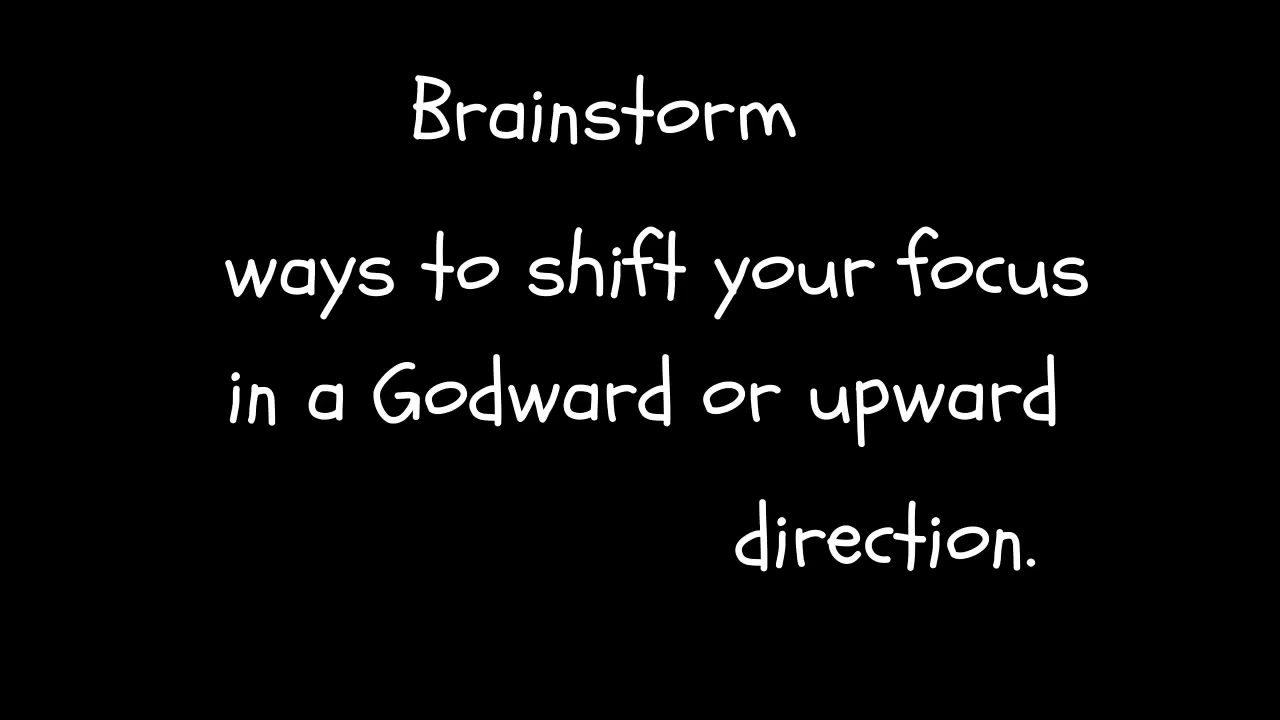 Brainstorm
ways to shift your focus
in a Godward or upward
direction.